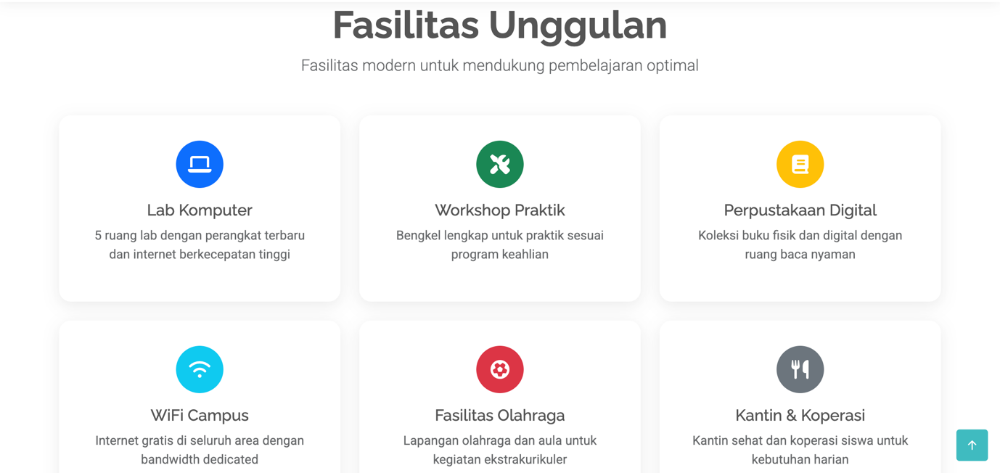 Fasilitas Unggulan
Fasilitas modern untuk mendukung pembelajaran optimal
Lab Komputer
5 ruang lab dengan perangkat terbaru
dan internet berkecepatan tinggi
Workshop Praktik
Bengkel lengkap untuk praktik sesuai
program keahlian
Perpustakaan Digital
Koleksi buku fisik dan digital dengan
ruang baca nyaman
WiFi Campus
Internet gratis di seluruh area dengan
bandwidth dedicated
Fasilitas Olahraga
Lapangan olahraga dan aula untuk
kegiatan ekstrakurikuler
Kantin & Koperasi
Kantin sehat dan koperasi siswa untuk
kebutuhan harian